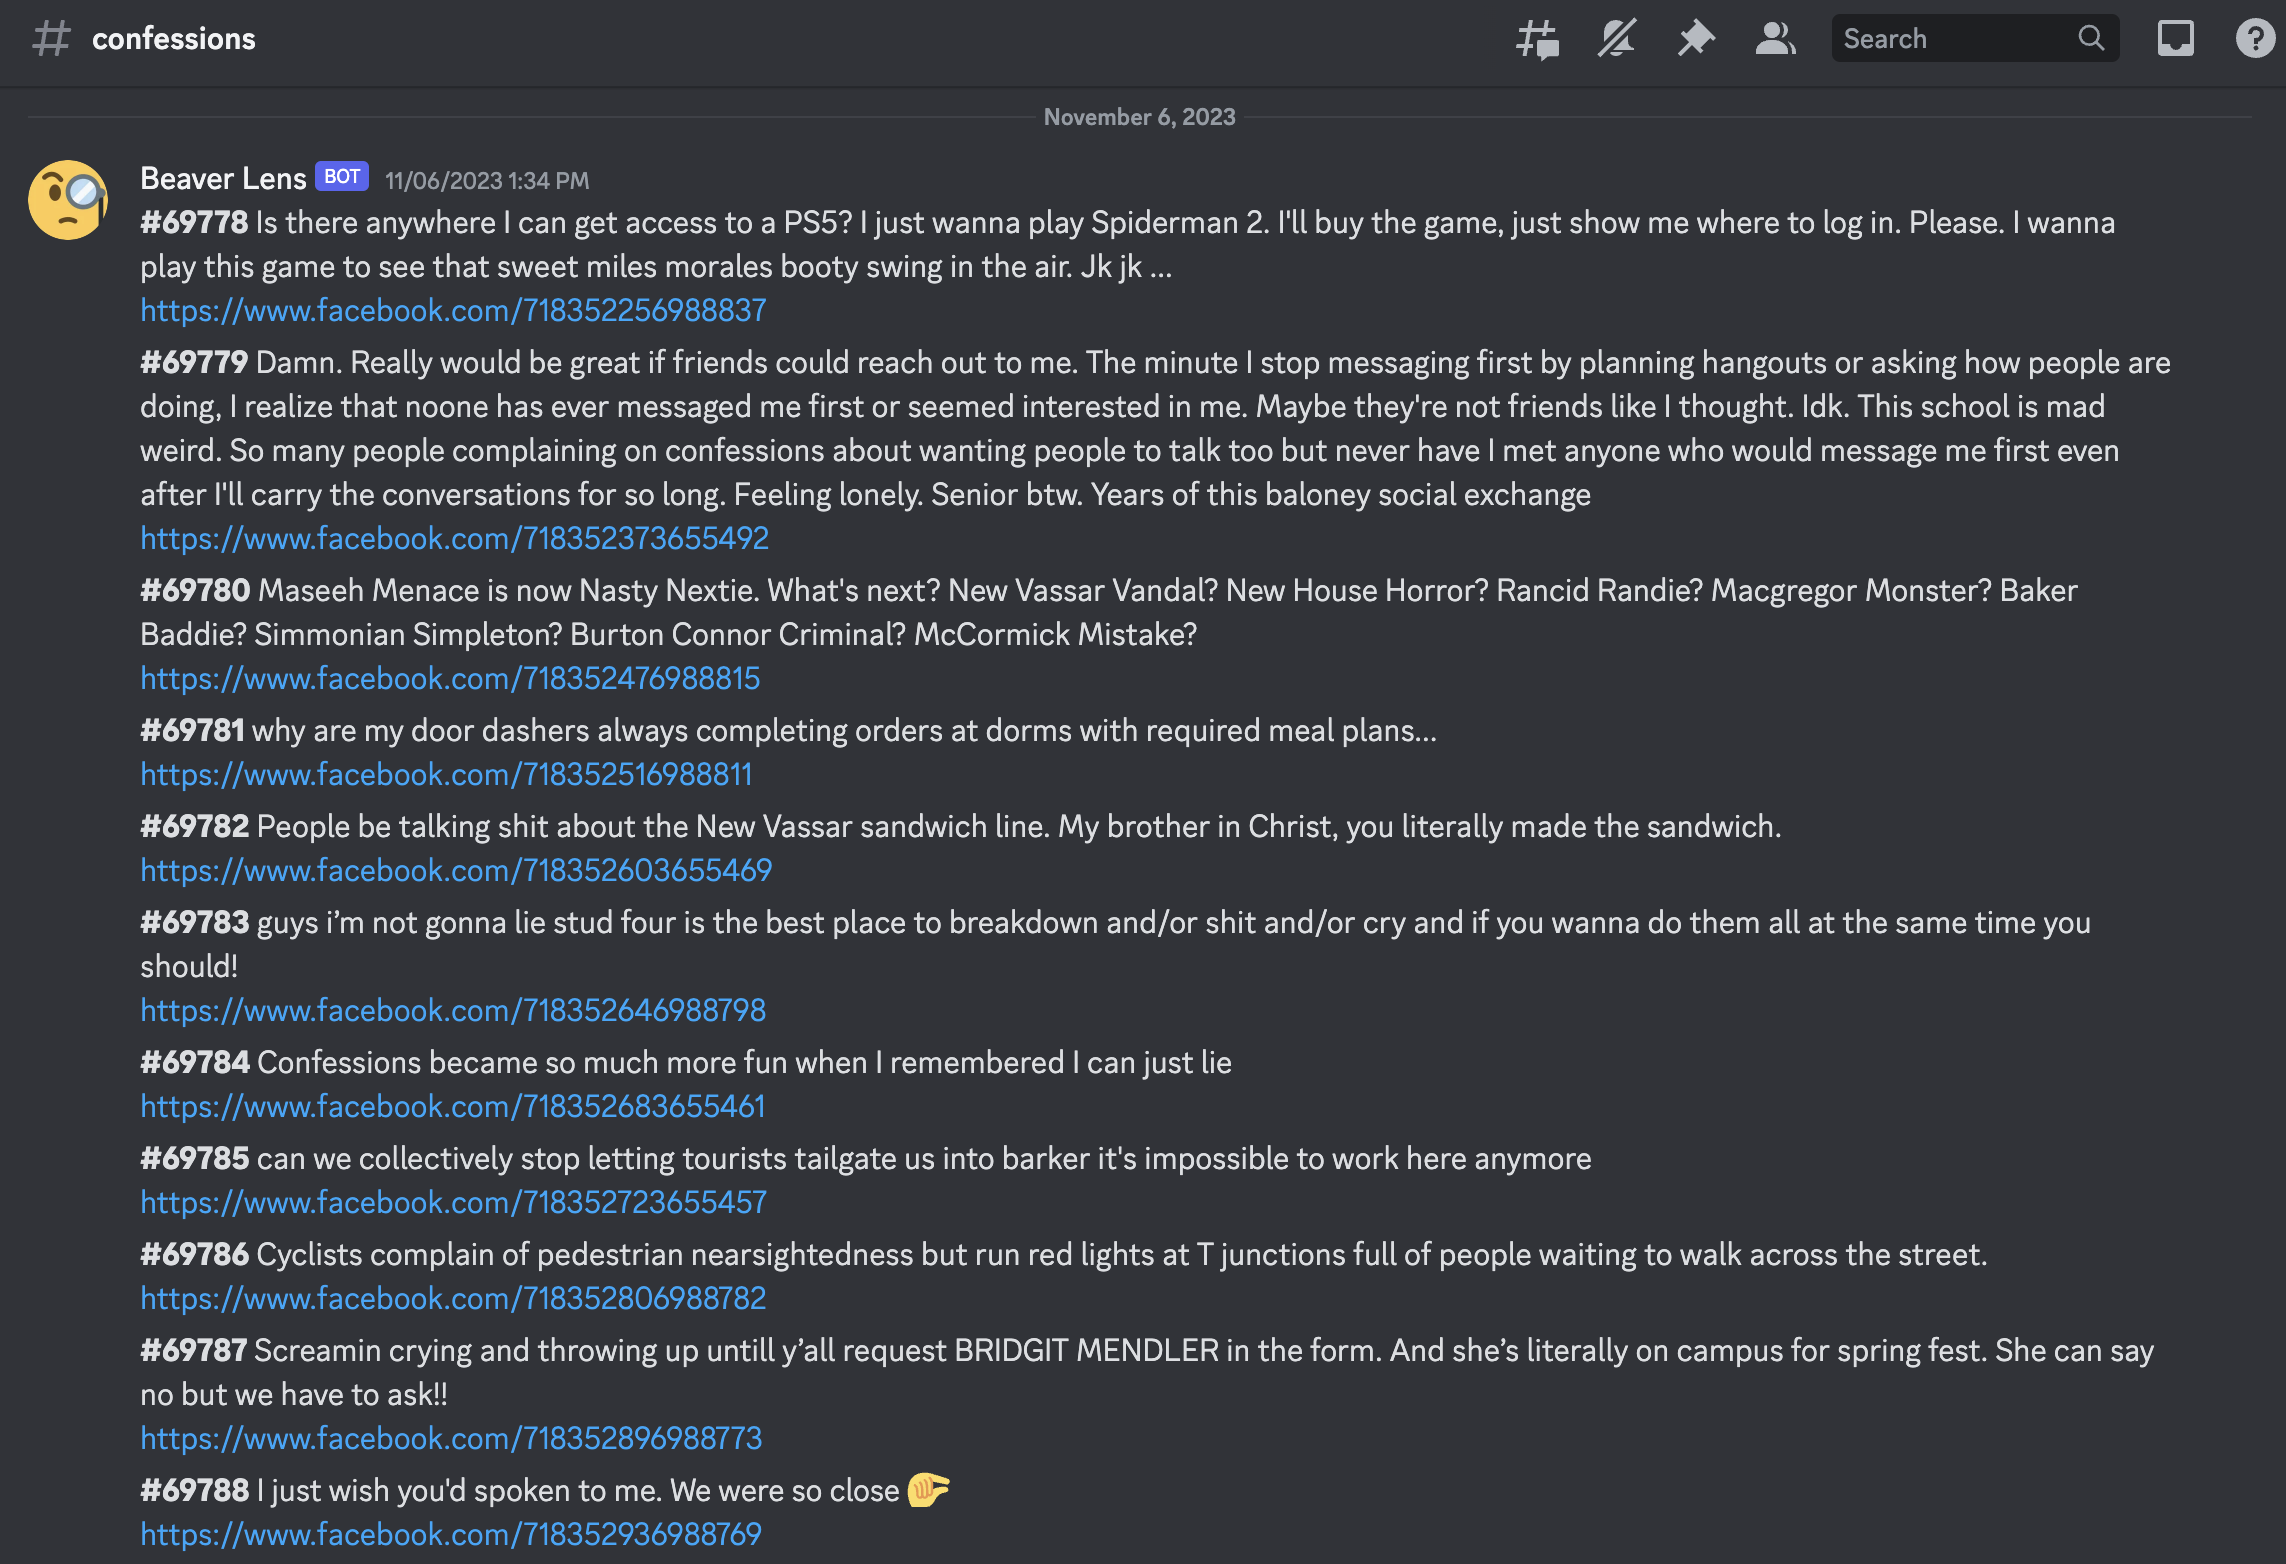 confessions
Search
November 6, 2023
Beaver Lens BOT 11/06/2023 1:34 PM
#69778 Is there anywhere I can get access to a PS5? I just wanna play Spiderman 2. I'll buy the game, just show me where to log in. Please. I wanna
play this game to see that sweet miles morales booty swing in the air. Jk jk ...
https://www.facebook.com/718352256988837
#69779 Damn. Really would be great if friends could reach out to me. The minute I stop messaging first by planning hangouts or asking how people are
doing, I realize that noone has ever messaged me first or seemed interested in me. Maybe they're not friends like I thought. Idk. This school is mad
weird. So many people complaining on confessions about wanting people to talk too but never have I met anyone who would message me first even
after I'll carry the conversations for so long. Feeling lonely. Senior btw. Years of this baloney social exchange
https://www.facebook.com/718352373655492
#69780 Maseeh Menace is now Nasty Nextie. What's next? New Vassar Vandal? New House Horror? Rancid Randie? Macgregor Monster? Baker
Baddie? Simmonian Simpleton? Burton Connor Criminal? McCormick Mistake?
https://www.facebook.com/718352476988815
#69781 why are my door dashers always completing orders at dorms with required meal plans...
https://www.facebook.com/718352516988811
#69782 People be talking shit about the New Vassar sandwich line. My brother in Christ, you literally made the sandwich.
https://www.facebook.com/718352603655469
#69783 guys i’m not gonna lie stud four is the best place to breakdown and/or shit and/or cry and if you wanna do them all at the same time you
should!
https://www.facebook.com/718352646988798
#69784 Confessions became so much more fun when I remembered I can just lie
https://www.facebook.com/718352683655461
#69785 can we collectively stop letting tourists tailgate us into barker it's impossible to work here anymore
https://www.facebook.com/718352723655457
#69786 Cyclists complain of pedestrian nearsightedness but run red lights at T junctions full of people waiting to walk across the street.
https://www.facebook.com/718352806988782
#69787 Screamin crying and throwing up untill y’all request BRIDGIT MENDLER in the form. And she’s literally on campus for spring fest. She can say
no but we have to ask!!
https://www.facebook.com/718352896988773
#69788 I just wish you'd spoken to me. We were so close
https://www.facebook.com/718352936988769